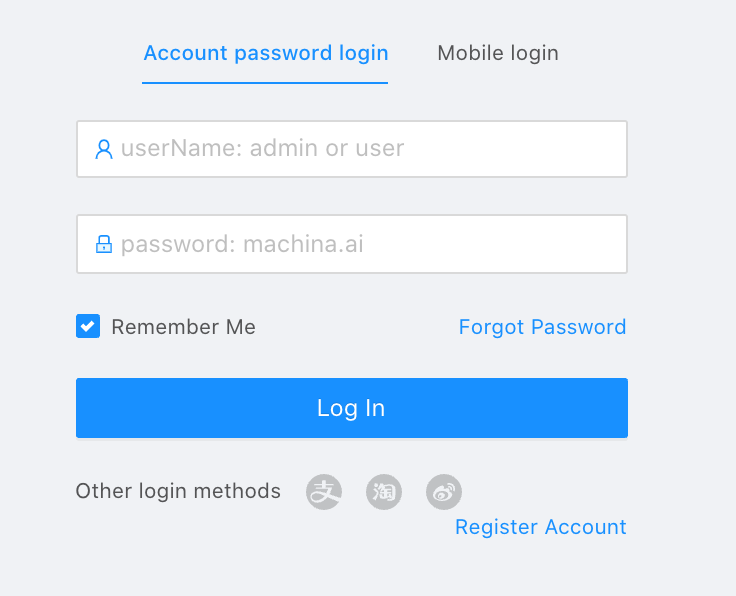 Account password login Mobile login
userName: admin or user
password: machina.ai
Remember Me Forgot Password
Log In
Other login methods 支 淘
Register Account